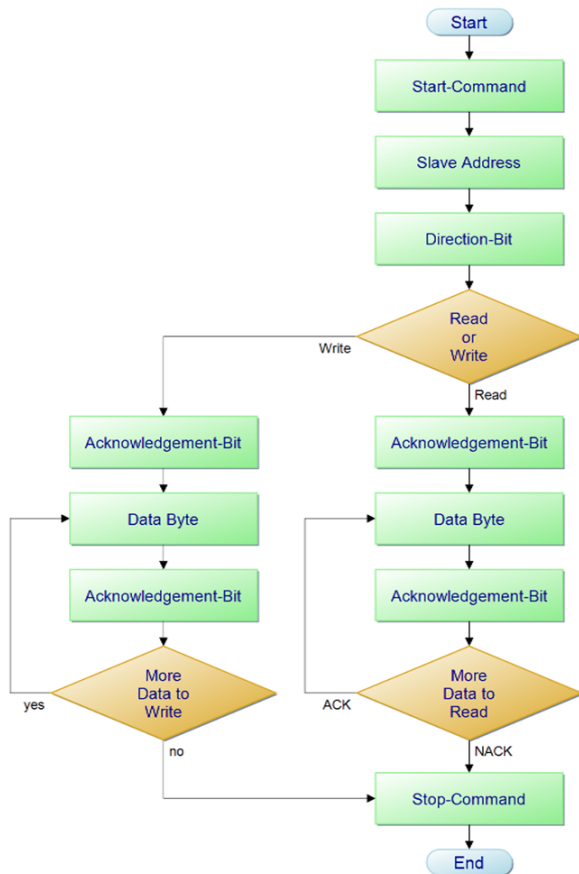 Start
Start-Command
Slave Address
Direction-Bit
Read
or
Write
Write
Read
Acknowledgement-Bit
Acknowledgement-Bit
Data Byte
Data Byte
Acknowledgement-Bit
Acknowledgement-Bit
More
Data to
Write
yes
no
More
Data to
Read
ACK
NACK
Stop-Command
End